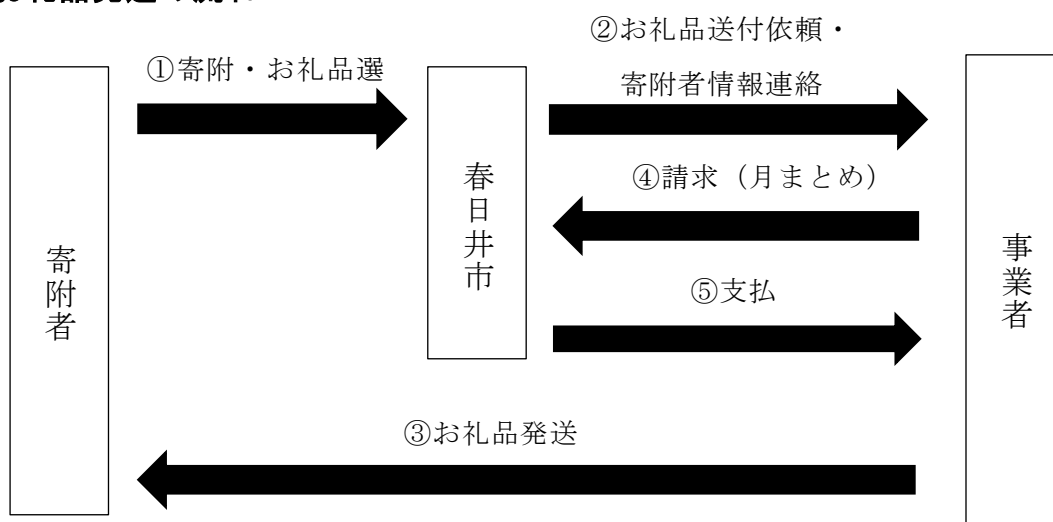 ②お礼品送付依頼・
寄附者情報連絡
①寄附・お礼品選
④請求（月まとめ）
⑤支払
③お礼品発送
寄附者
春日井市
事業者